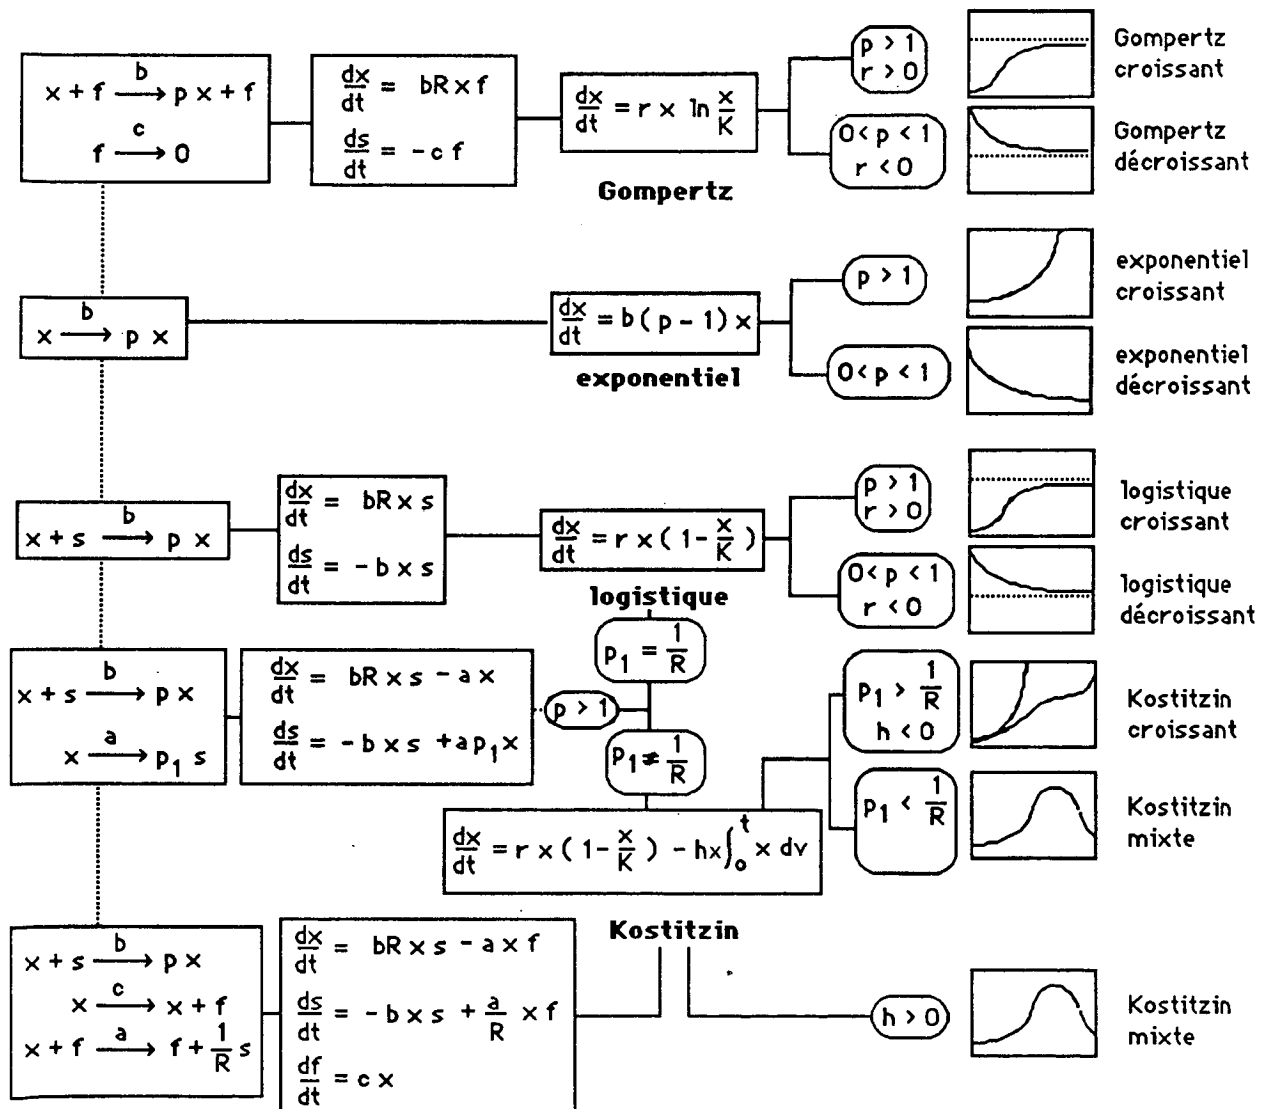 x + f —b→ p x + f
f —c→ 0
dx/dt = bR x f
ds/dt = -c f
dx/dt = r x ln x/K
Gompertz
p > 1
r > 0
0 < p < 1
r < 0
Gompertz
croissant
Gompertz
décroissant
x —b→ p x
dx/dt = b ( p - 1 ) x
exponentiel
p > 1
0 < p < 1
exponentiel
croissant
exponentiel
décroissant
x + s —b→ p x
dx/dt = bR x s
ds/dt = - b x s
dx/dt = r x ( 1 - x/K )
logistique
p > 1
r > 0
0 < p < 1
r < 0
logistique
croissant
logistique
décroissant
x + s —b→ p x
x —a→ p₁ s
dx/dt = bR x s - a x
ds/dt = - b x s + a p₁ x
p > 1
p₁ = 1/R
p₁ ≠ 1/R
dx/dt = r x ( 1 - x/K ) - hx ∫₀ᵗ x dv
Kostitzin
p₁ > 1/R
h < 0
p₁ < 1/R
Kostitzin
croissant
Kostitzin
mixte
x + s —b→ p x
x —c→ x + f
x + f —a→ f + 1/R s
dx/dt = bR x s - a x f
ds/dt = - b x s + a/R x f
df/dt = c x
h > 0
Kostitzin
mixte